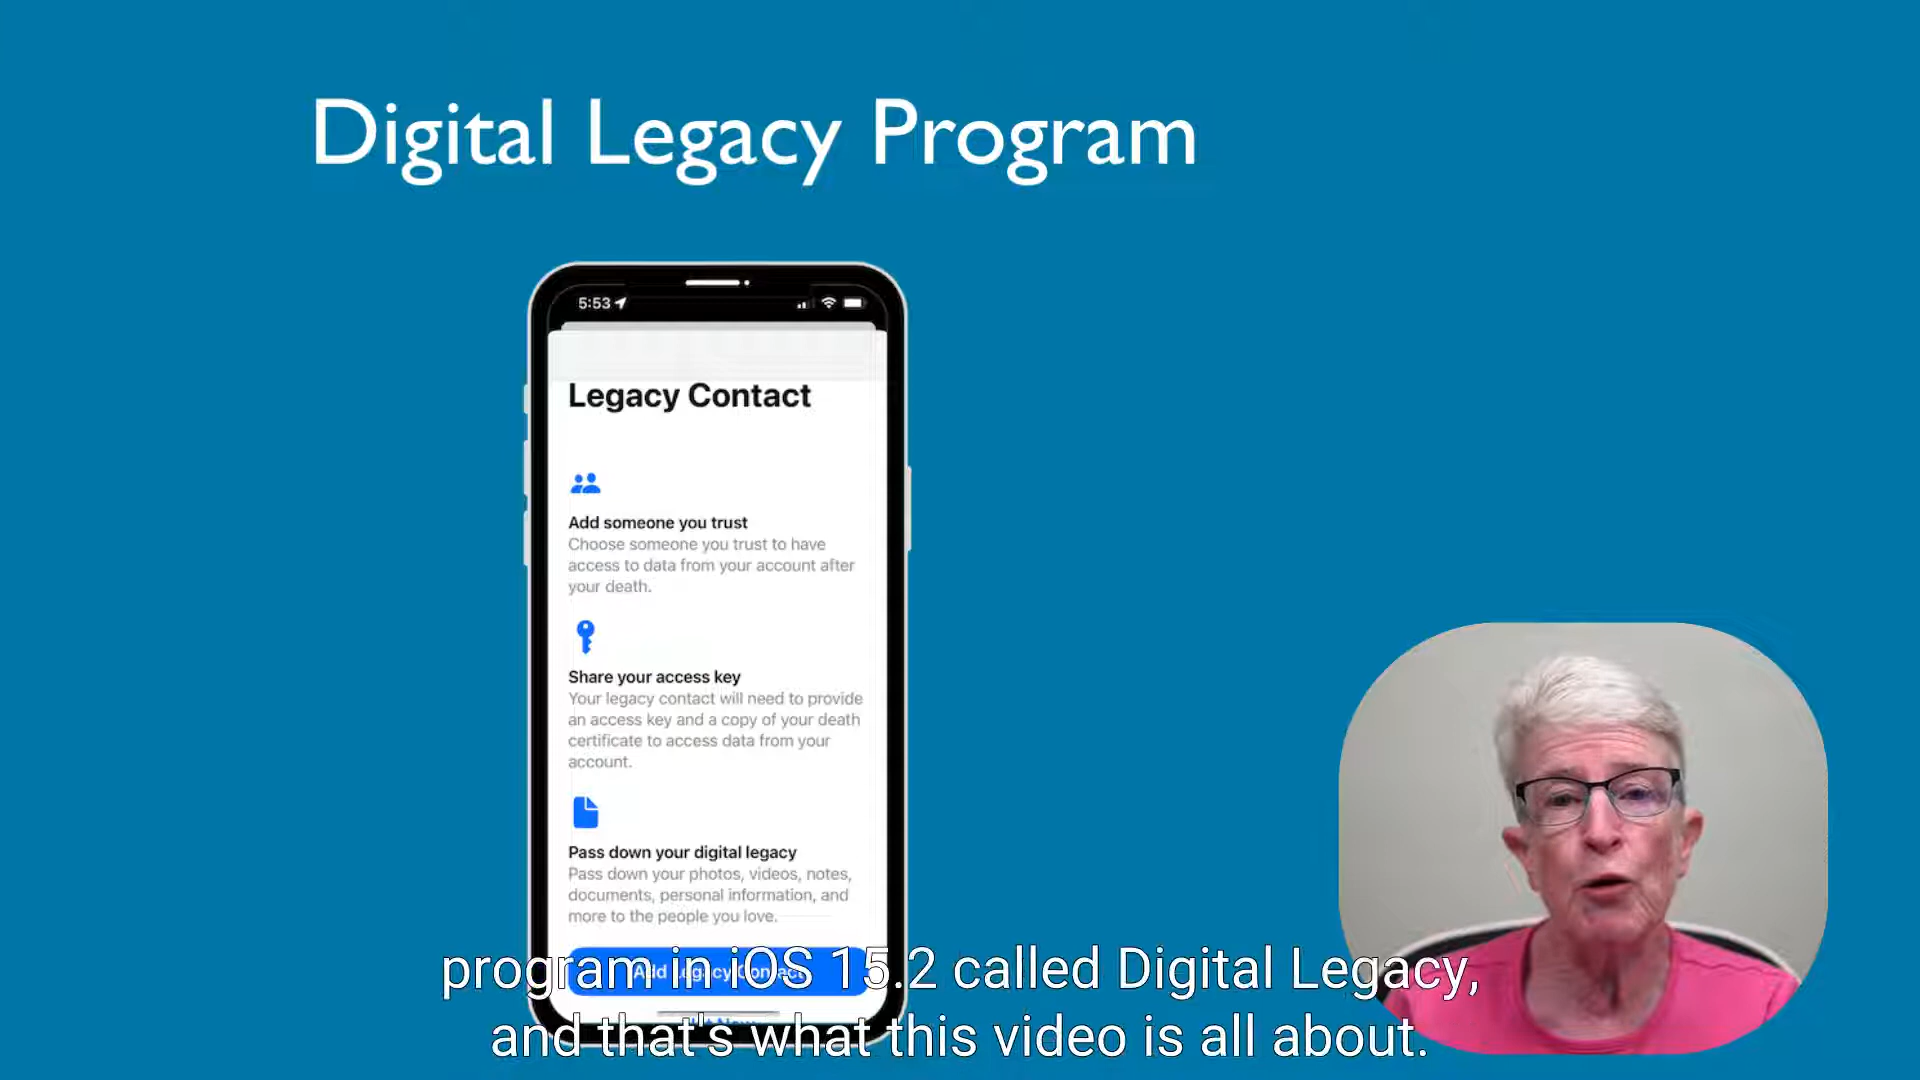 Digital Legacy Program
5:53
Legacy Contact
Add someone you trust
Choose someone you trust to have
access to data from your account after
your death.
Share your access key
Your legacy contact will need to provide
an access key and a copy of your death
certificate to access data from your
account.
Pass down your digital legacy
Pass down your photos, videos, notes,
documents, personal information, and
more to the people you love.
Add Legacy Contact
program in iOS 15.2 called Digital Legacy,
and that's what this video is all about.